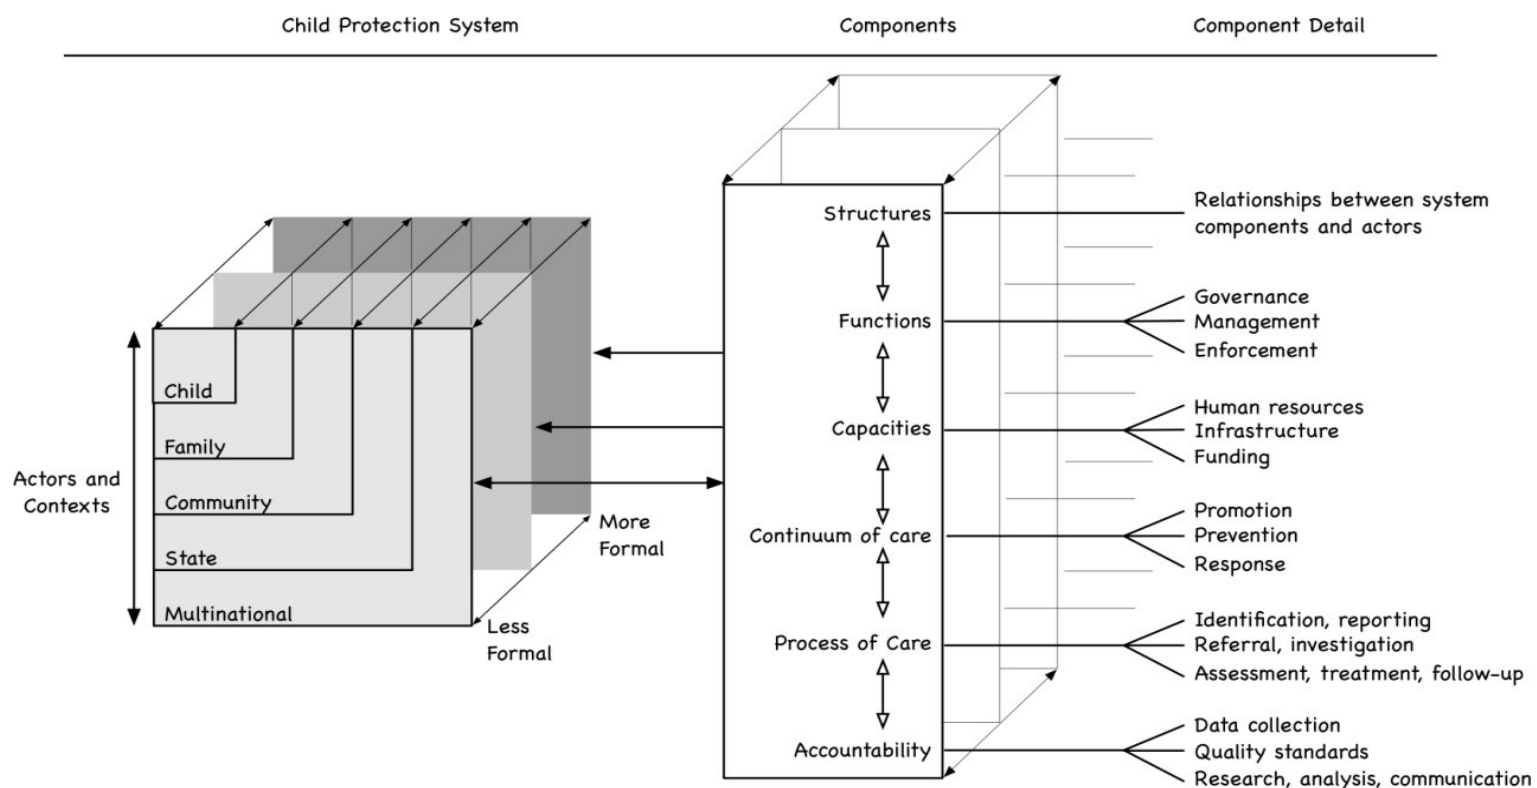 Child Protection System
Components
Component Detail
Actors and
Contexts
Child
Family
Community
State
Multinational
More
Formal
Less
Formal
Structures
Functions
Capacities
Continuum of care
Process of Care
Accountability
Relationships between system
components and actors
Governance
Management
Enforcement
Human resources
Infrastructure
Funding
Promotion
Prevention
Response
Identification, reporting
Referral, investigation
Assessment, treatment, follow-up
Data collection
Quality standards
Research, analysis, communication